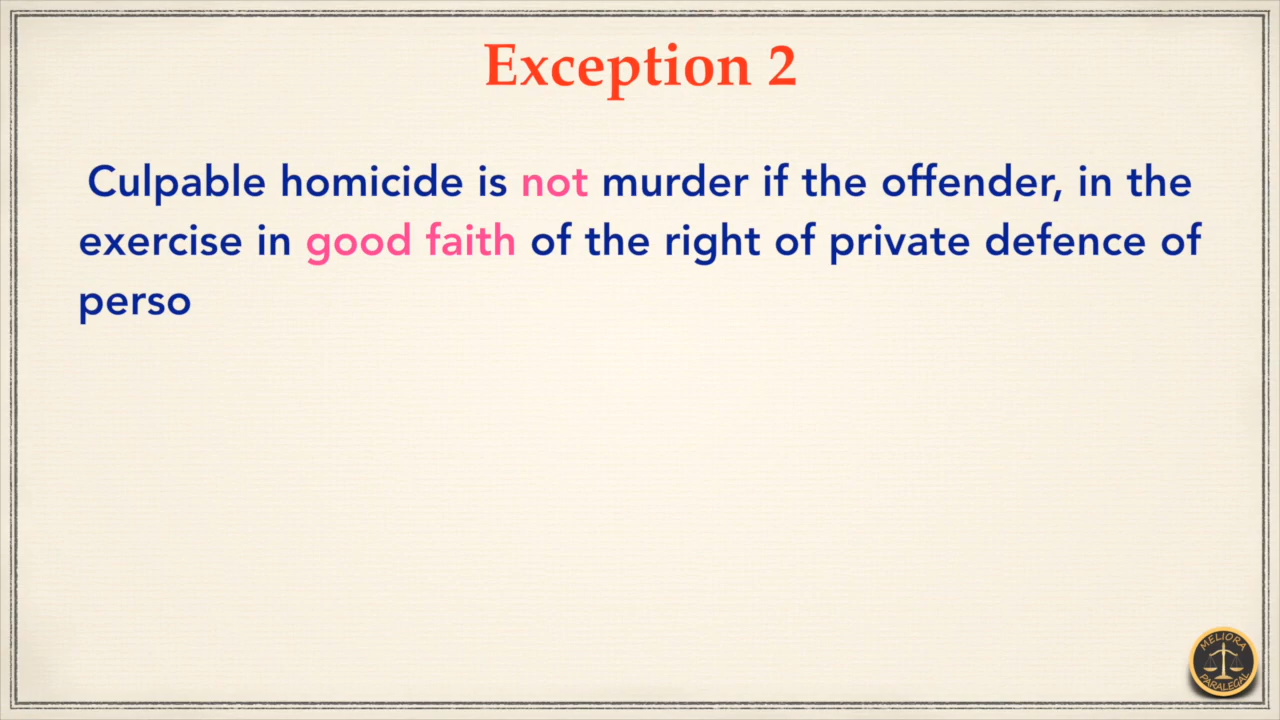 Exception 2
Culpable homicide is not murder if the offender, in the
exercise in good faith of the right of private defence of
perso
MELIORA
PARALEGAL